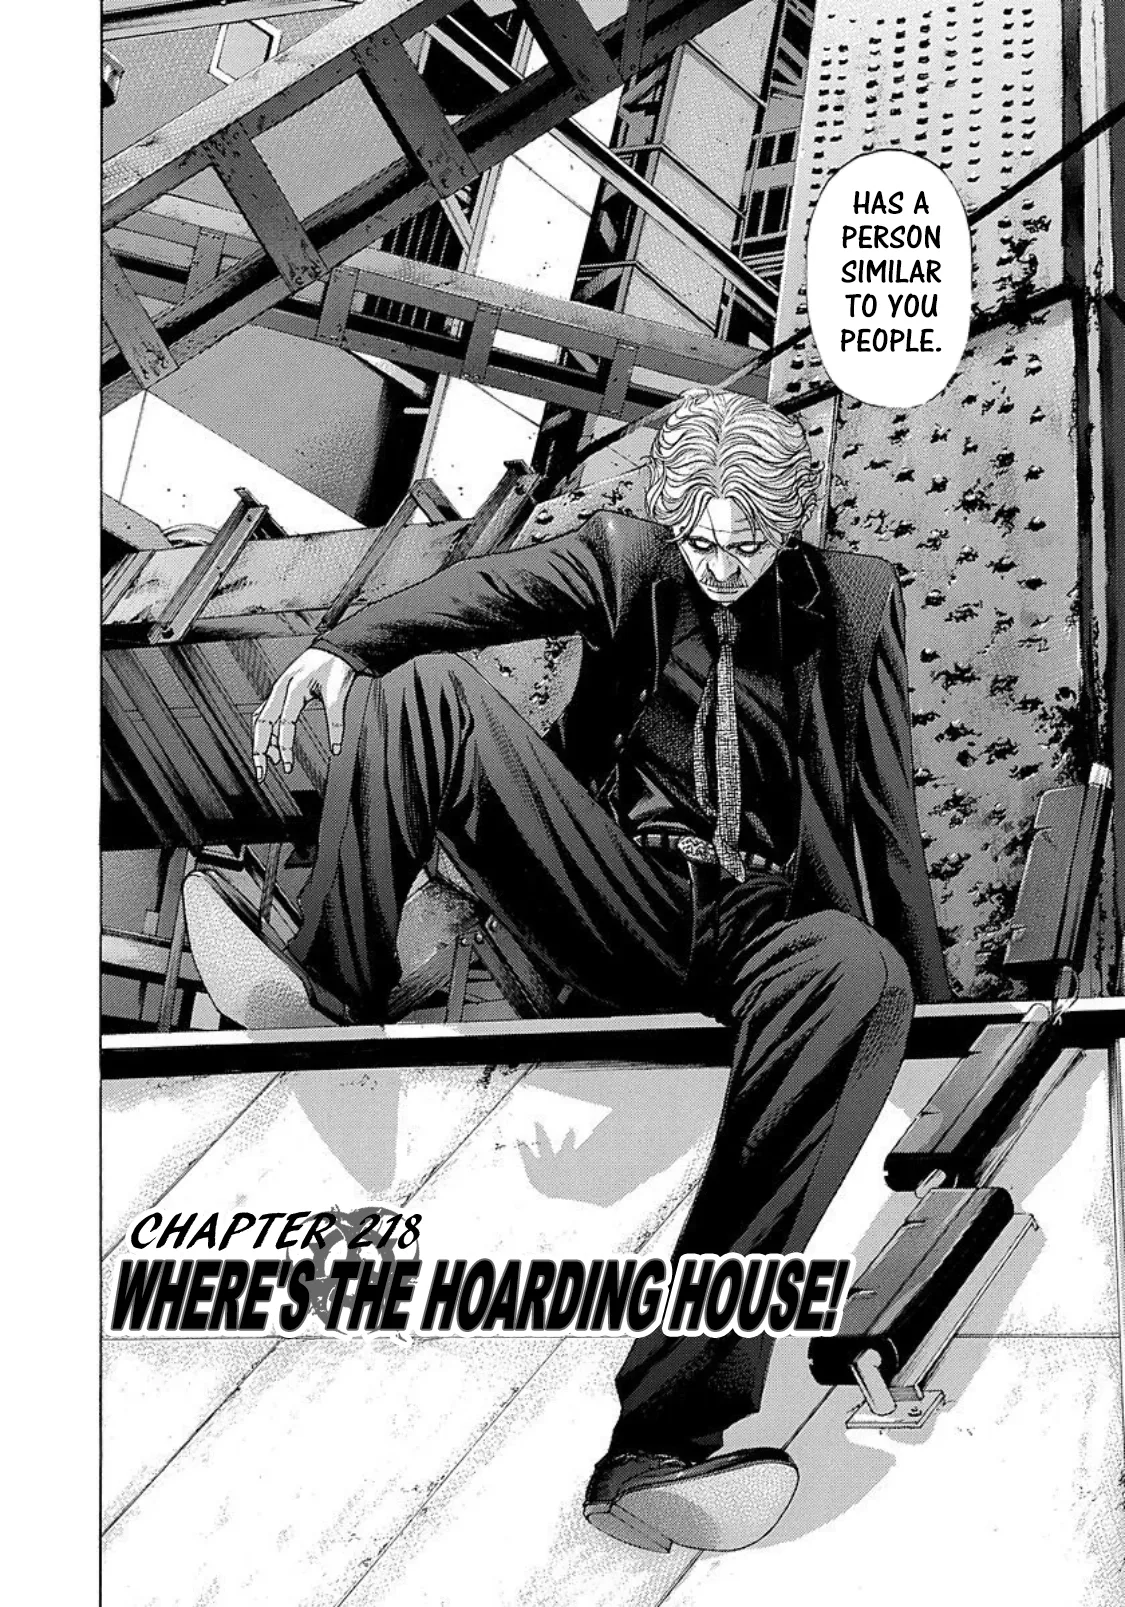 HAS A
PERSON
SIMILAR
TO YOU
PEOPLE.
CHAPTER 218
WHERE'S THE HOARDING HOUSE!